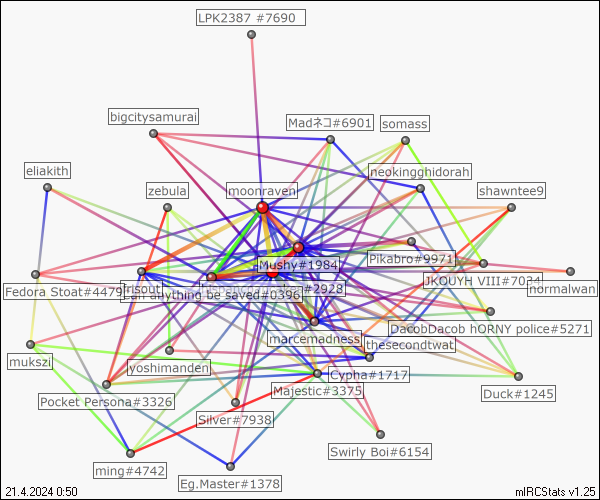 LPK2387 #7690
bigcitysamurai
Madネコ#6901
somass
eliakith
neokingghidorah
zebula
moonraven
shawntee9
Mushy#1984
Pikabro#9971
Fedora Stoat#4479
risout
#2928
JKOUYH VIII#7034
normalwan
can anything be saved#0396
DacobDacob hORNY police#5271
marcemadness
thesecondtwat
mukszi
yoshimanden
Cypha#1717
Pocket Persona#3326
Majestic#3375
Duck#1245
Silver#7938
Swirly Boi#6154
ming#4742
Eg.Master#1378
21.4.2024 0:50
mIRCStats v1.25